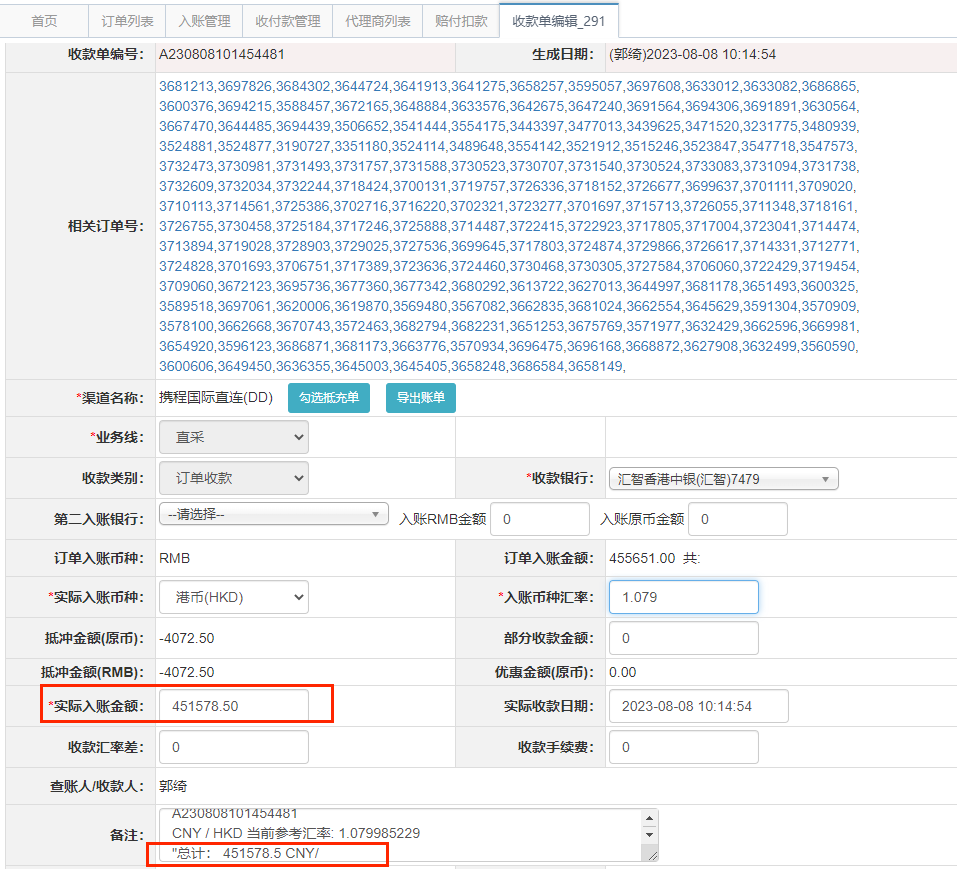 首页 订单列表 入账管理 收付款管理 代理商列表 赔付扣款 收款单编辑_291
收款单编号： A230808101454481 生成日期： (郭绮)2023-08-08 10:14:54
3681213,3697826,3684302,3644724,3641913,3641275,3658257,3595057,3697608,3633012,3633082,3686865,
3600376,3694215,3588457,3672165,3648884,3633576,3642675,3647240,3691564,3694306,3691891,3630564,
3667470,3644485,3694439,3506652,3541444,3554175,3443397,3477013,3439625,3471520,3231775,3480939,
3524881,3524877,3190727,3351180,3524114,3489648,3554142,3521912,3515246,3523847,3547718,3547573,
3732473,3730981,3731493,3731757,3731588,3730523,3730707,3731540,3730524,3733083,3731094,3731738,
3732609,3732034,3732244,3718424,3700131,3719757,3726336,3718152,3726677,3699637,3701111,3709020,
3710113,3714561,3725386,3702716,3716220,3702321,3723277,3701697,3715713,3726055,3711348,3718161,
相关订单号： 3726755,3730458,3725184,3717246,3725888,3714487,3722415,3722923,3717805,3717004,3723041,3714474,
3713894,3719028,3728903,3729025,3727536,3699645,3717803,3724874,3729866,3726617,3714331,3712771,
3724828,3701693,3706751,3717389,3723636,3724460,3730468,3730305,3727584,3706060,3722429,3719454,
3709060,3672123,3695736,3677360,3677342,3680292,3613722,3627013,3644997,3681178,3651493,3600325,
3589518,3697061,3620006,3619870,3569480,3567082,3662835,3681024,3662554,3645629,3591304,3570909,
3578100,3662668,3670743,3572463,3682794,3682231,3651253,3675769,3571977,3632429,3662596,3669981,
3654920,3596123,3686871,3681173,3663776,3570934,3696475,3696168,3668872,3627908,3632499,3560590,
3600606,3649450,3636355,3645003,3645405,3658248,3686584,3658149,
*渠道名称： 携程国际直连(DD) 勾选抵充单 导出账单
*业务线： 直采
收款类别： 订单收款 *收款银行： 汇智香港中银(汇智)7479
第二入账银行： --请选择-- 入账RMB金额 0 入账原币金额 0
订单入账币种： RMB 订单入账金额： 455651.00 共:
*实际入账币种： 港币(HKD) *入账币种汇率： 1.079
抵冲金额(原币)： -4072.50 部分收款金额： 0
抵冲金额(RMB)： -4072.50 优惠金额(原币)： 0.00
*实际入账金额： 451578.50 实际收款日期： 2023-08-08 10:14:54
收款汇率差： 0 收款手续费： 0
查账人/收款人： 郭绮
A230808101454481
备注： CNY / HKD 当前参考汇率: 1.079985229
"总计： 451578.5 CNY/